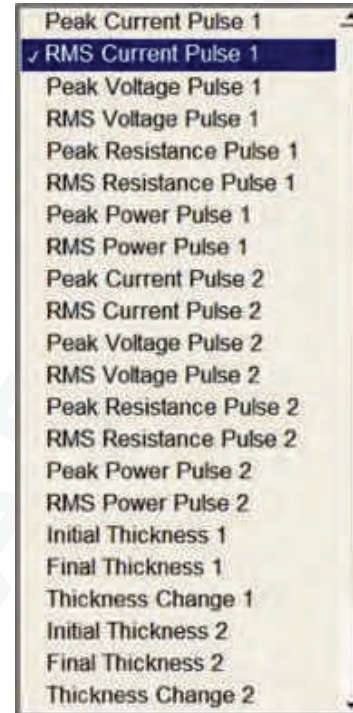 Peak Current Pulse 1
✓ RMS Current Pulse 1
Peak Voltage Pulse 1
RMS Voltage Pulse 1
Peak Resistance Pulse 1
RMS Resistance Pulse 1
Peak Power Pulse 1
RMS Power Pulse 1
Peak Current Pulse 2
RMS Current Pulse 2
Peak Voltage Pulse 2
RMS Voltage Pulse 2
Peak Resistance Pulse 2
RMS Resistance Pulse 2
Peak Power Pulse 2
RMS Power Pulse 2
Initial Thickness 1
Final Thickness 1
Thickness Change 1
Initial Thickness 2
Final Thickness 2
Thickness Change 2